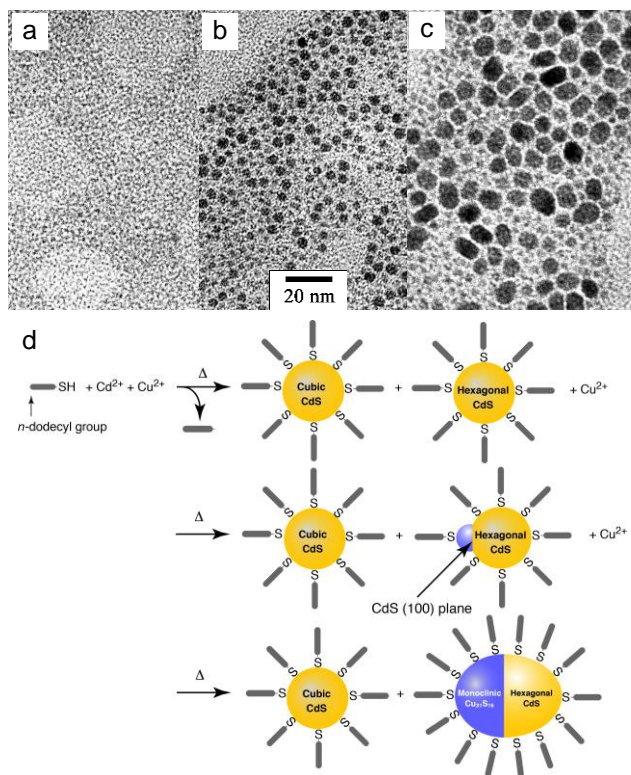 a
b
c
20 nm
d
SH + Cd²⁺ + Cu²⁺
n-dodecyl group
Δ
S S S S S S S S
Cubic
CdS
+
S S S S S S S S
Hexagonal
CdS
+ Cu²⁺
Δ
S S S S S S S S
Cubic
CdS
+
S S S S S S S
Hexagonal
CdS
+ Cu²⁺
CdS (100) plane
Δ
S S S S S S S S
Cubic
CdS
+
Monoclinic
Cu₃₁S₁₆
Hexagonal
CdS